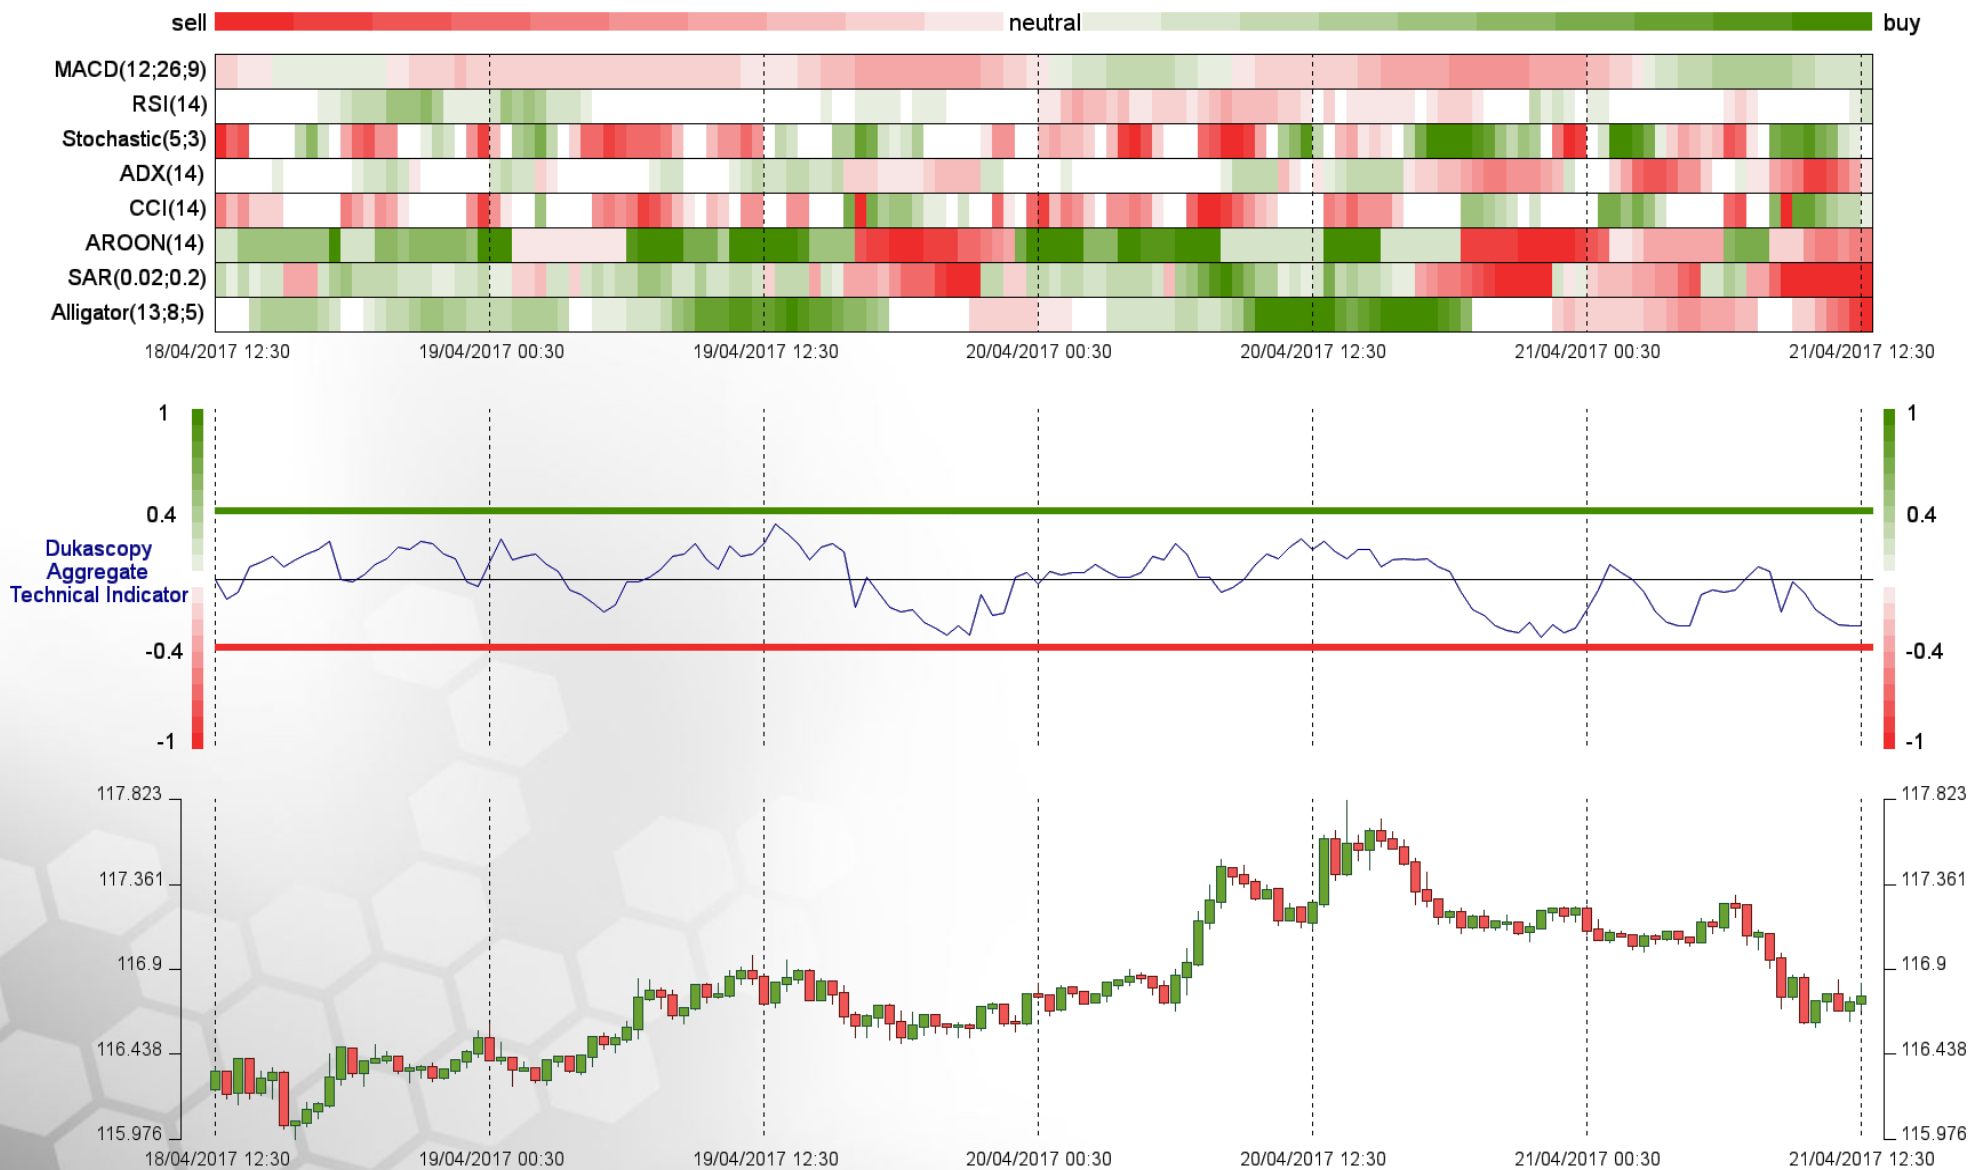 sell neutral buy
MACD(12;26;9)
RSI(14)
Stochastic(5;3)
ADX(14)
CCI(14)
AROON(14)
SAR(0.02;0.2)
Alligator(13;8;5)
18/04/2017 12:30 19/04/2017 00:30 19/04/2017 12:30 20/04/2017 00:30 20/04/2017 12:30 21/04/2017 00:30 21/04/2017 12:30
1 1
0.4 0.4
Dukascopy
Aggregate
Technical Indicator
-0.4 -0.4
-1 -1
117.823 117.823
117.361 117.361
116.9 116.9
116.438 116.438
115.976 115.976
18/04/2017 12:30 19/04/2017 00:30 19/04/2017 12:30 20/04/2017 00:30 20/04/2017 12:30 21/04/2017 00:30 21/04/2017 12:30